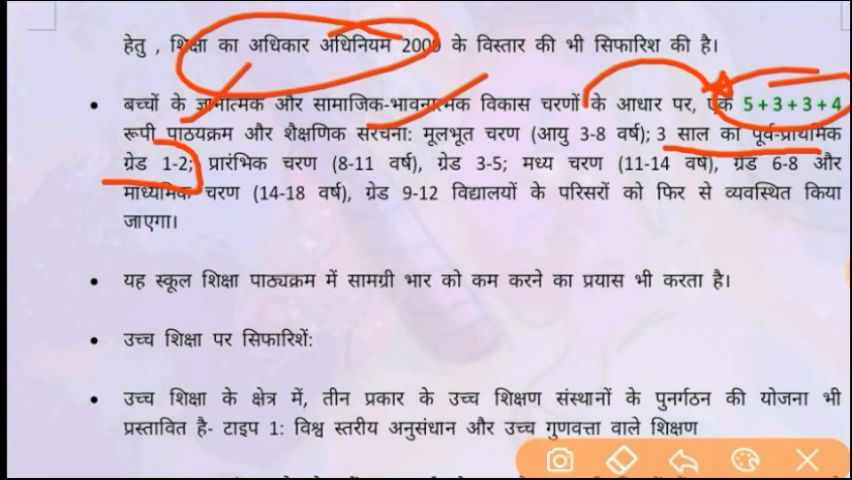 हेतु , शिक्षा का अधिकार अधिनियम 2009 के विस्तार की भी सिफारिश की है।
• बच्चों के ज्ञानात्मक और सामाजिक-भावनात्मक विकास चरणों के आधार पर, एक 5 + 3 + 3 + 4
रूपी पाठयक्रम और शैक्षणिक संरचना: मूलभूत चरण (आयु 3-8 वर्ष); 3 साल का पूर्व-प्राथमिक
ग्रेड 1-2; प्रारंभिक चरण (8-11 वर्ष), ग्रेड 3-5; मध्य चरण (11-14 वर्ष), ग्रेड 6-8 और
माध्यमिक चरण (14-18 वर्ष), ग्रेड 9-12 विद्यालयों के परिसरों को फिर से व्यवस्थित किया
जाएगा।
• यह स्कूल शिक्षा पाठ्यक्रम में सामग्री भार को कम करने का प्रयास भी करता है।
• उच्च शिक्षा पर सिफारिशें:
• उच्च शिक्षा के क्षेत्र में, तीन प्रकार के उच्च शिक्षण संस्थानों के पुनर्गठन की योजना भी
प्रस्तावित है- टाइप 1: विश्व स्तरीय अनुसंधान और उच्च गुणवत्ता वाले शिक्षण